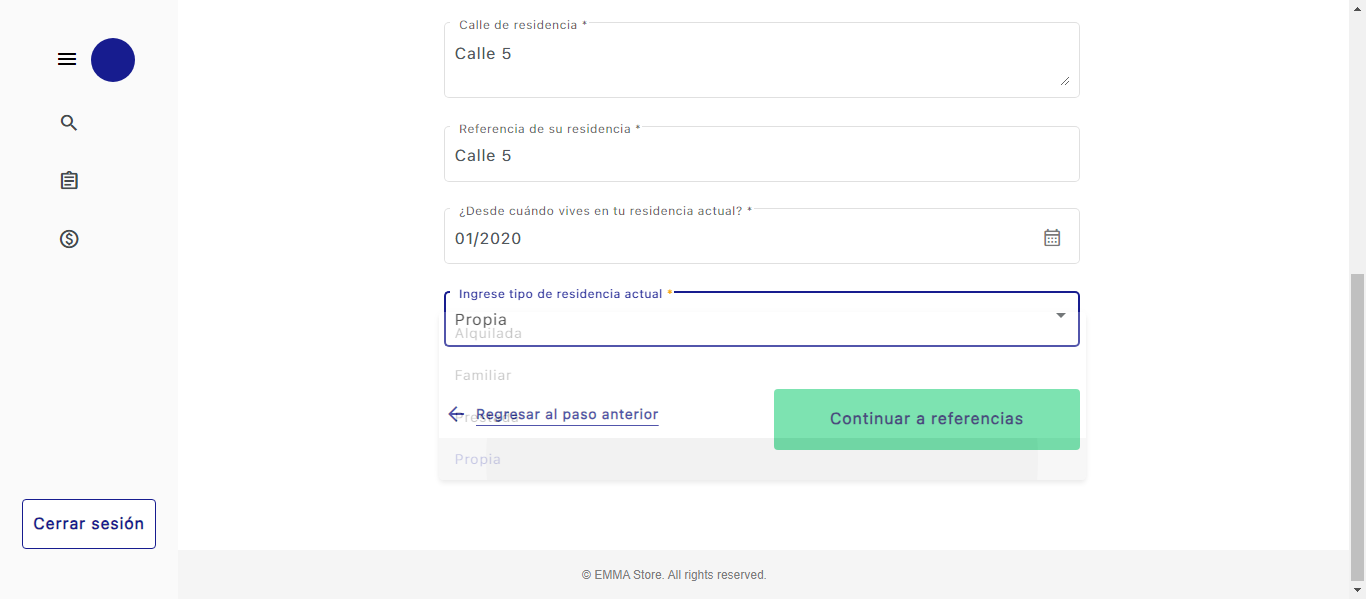 Calle de residencia *
Calle 5
Referencia de su residencia *
Calle 5
¿Desde cuándo vives en tu residencia actual? *
01/2020
Ingrese tipo de residencia actual *
Propia
Alquilada
Familiar
Prestada
Regresar al paso anterior
Continuar a referencias
Propia
Cerrar sesión
© EMMA Store. All rights reserved.